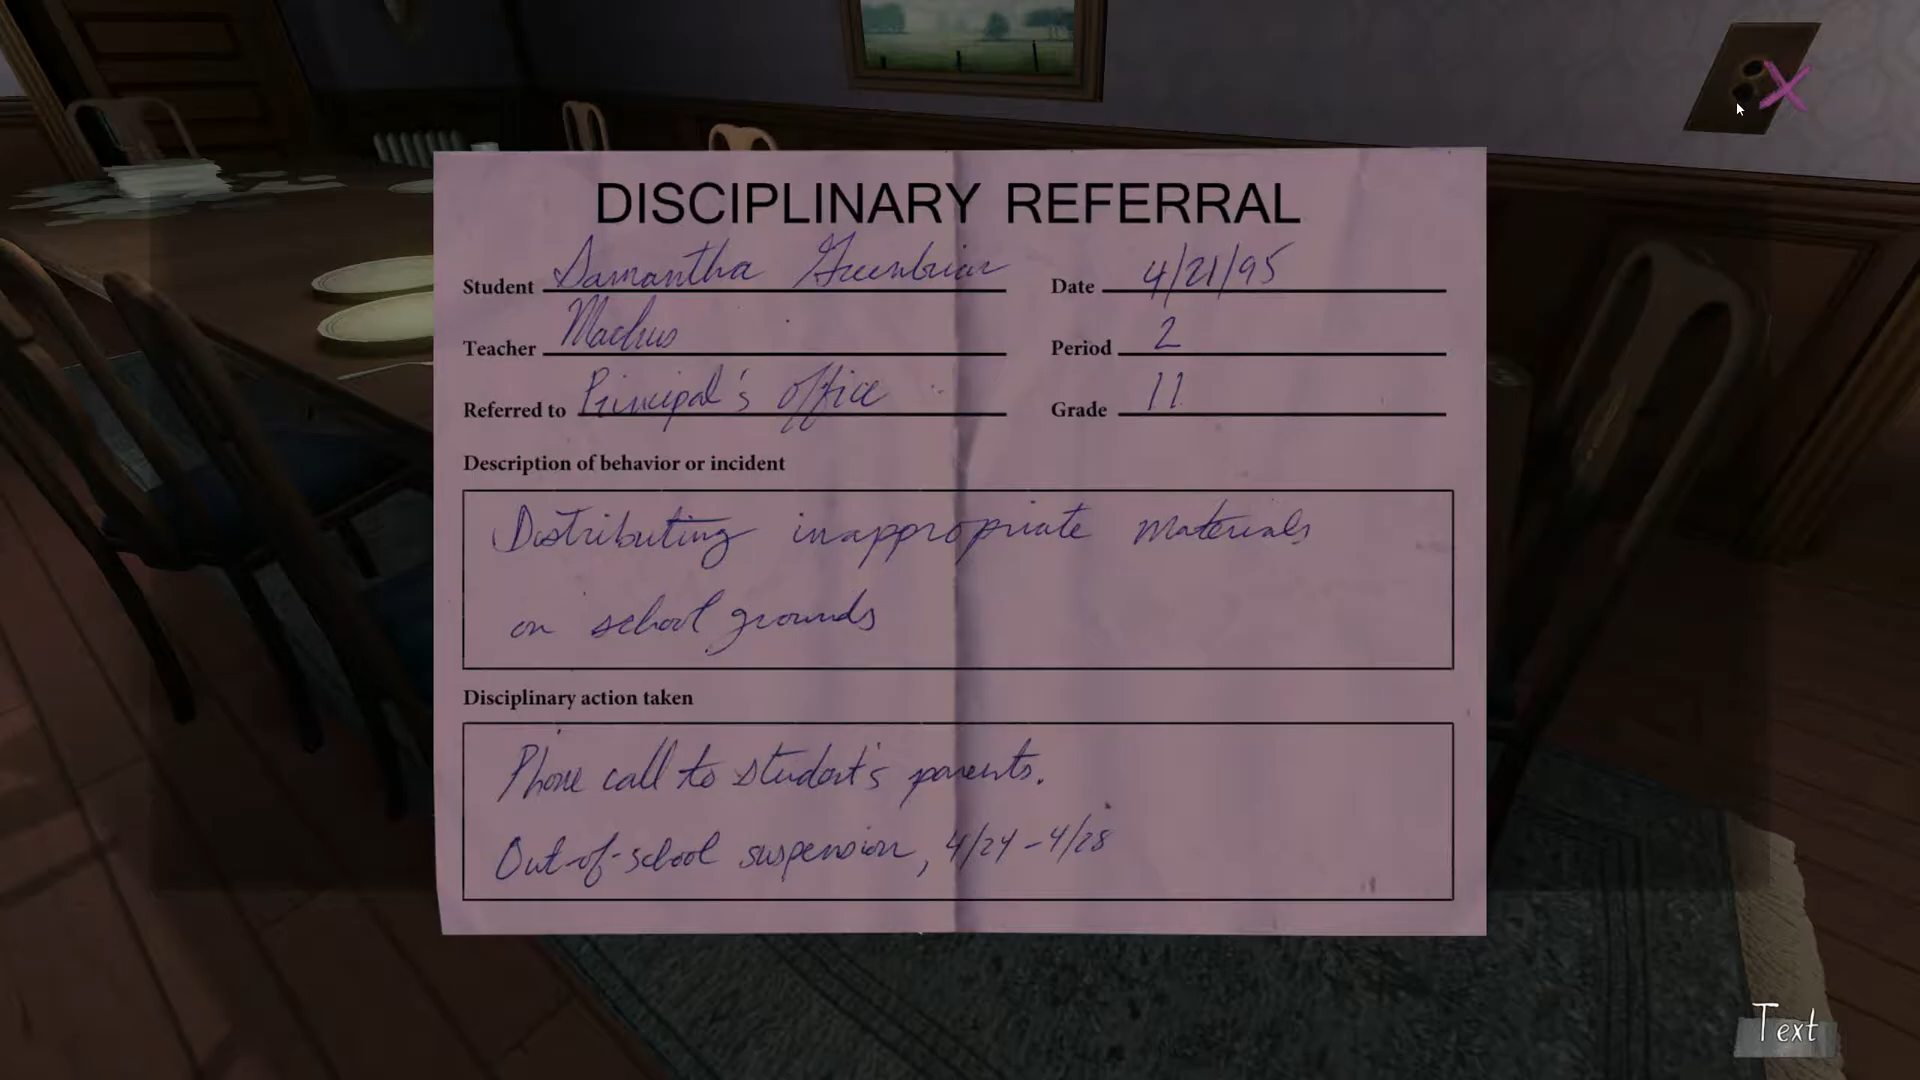 DISCIPLINARY REFERRAL
Student Samantha Greenbriar Date 4/21/95
Teacher Period 2
Referred to Principal's office Grade 11
Description of behavior or incident
Distributing inappropriate materials
on school grounds
Disciplinary action taken
Phone call to student's parents.
Out-of-school suspension, 4/24-4/28
Text